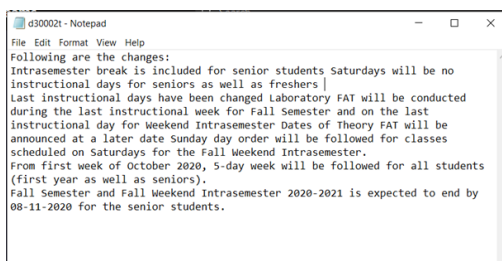 d30002t - Notepad
File Edit Format View Help
Following are the changes:
Intrasemester break is included for senior students Saturdays will be no
instructional days for seniors as well as freshers
Last instructional days have been changed Laboratory FAT will be conducted
during the last instructional week for Fall Semester and on the last
instructional day for Weekend Intrasemester Dates of Theory FAT will be
announced at a later date Sunday day order will be followed for classes
scheduled on Saturdays for the Fall Weekend Intrasemester.
From first week of October 2020, 5-day week will be followed for all students
(first year as well as seniors).
Fall Semester and Fall Weekend Intrasemester 2020-2021 is expected to end by
08-11-2020 for the senior students.